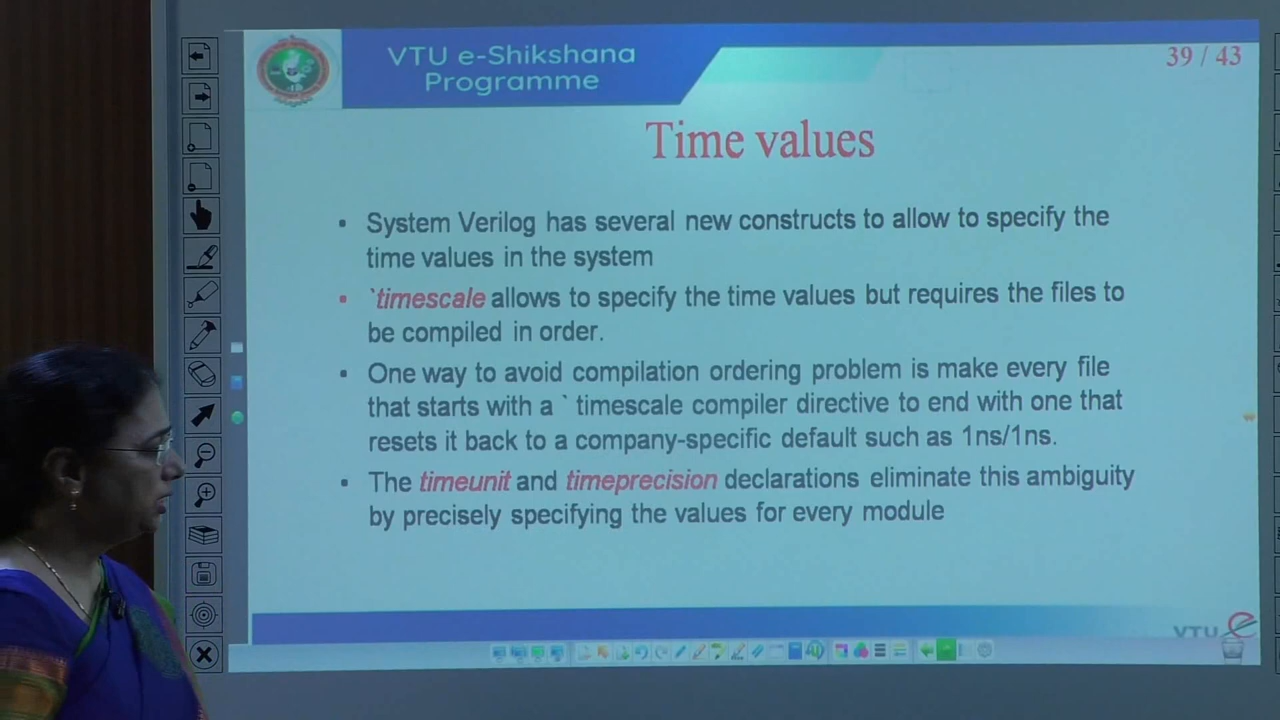 VTU e-Shikshana
Programme
39 / 43
Time values
System Verilog has several new constructs to allow to specify the
time values in the system
`timescale allows to specify the time values but requires the files to
be compiled in order.
One way to avoid compilation ordering problem is make every file
that starts with a ` timescale compiler directive to end with one that
resets it back to a company-specific default such as 1ns/1ns.
The timeunit and timeprecision declarations eliminate this ambiguity
by precisely specifying the values for every module
VTU e